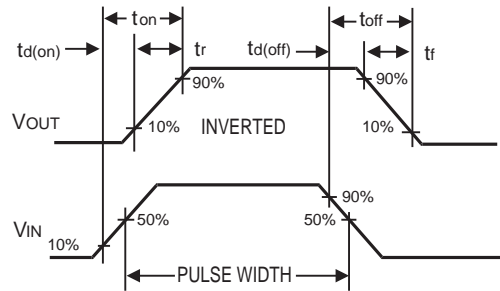 ton toff
td(on) tr td(off) tf
90% 90%
VOUT 10% INVERTED 10%
90%
50% 50%
VIN 10%
PULSE WIDTH